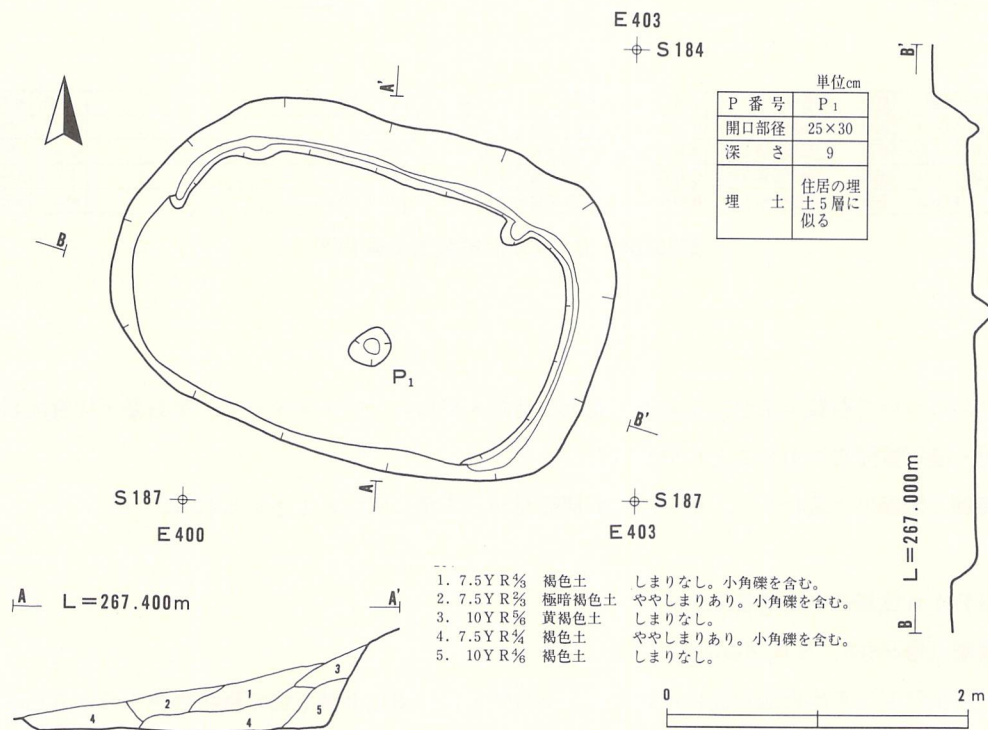 E403
S184
A'
B'
単位cm
P 番 号 P₁
開口部径 25×30
深 さ 9
埋 土 住居の埋
土5層に
似る
B
P₁
B'
A
S187
E400
S187
E403
L=267.000m
B
A L=267.400m A'
1. 7.5YR4/3 褐色土 しまりなし。小角礫を含む。
2. 7.5YR2/3 極暗褐色土 ややしまりあり。小角礫を含む。
3. 10YR5/6 黄褐色土 しまりなし。
4. 7.5YR4/4 褐色土 ややしまりあり。小角礫を含む。
5. 10YR4/6 褐色土 しまりなし。
3
1
2
5
4
4
0 2m